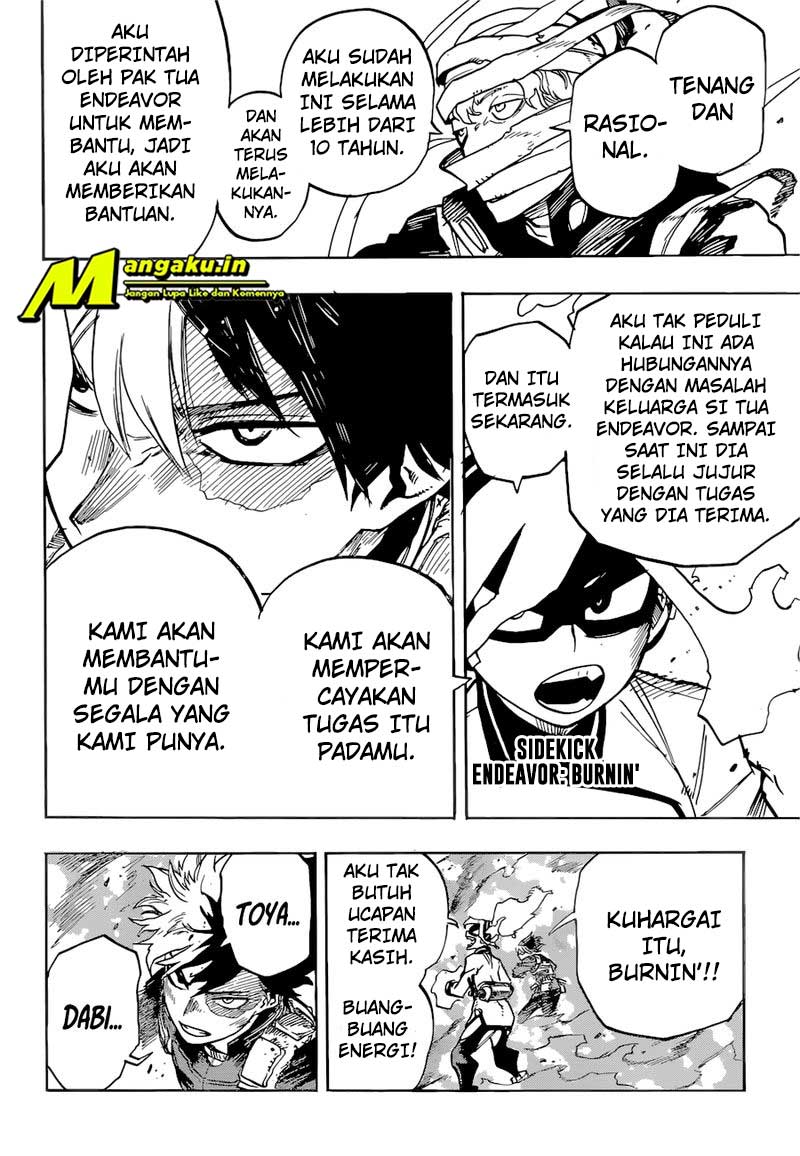 TENANG
DAN
RASIO-
NAL.
AKU SUDAH
MELAKUKAN
INI SELAMA
LEBIH DARI
10 TAHUN.
DAN
AKAN
TERUS
MELA-
KUKAN-
NYA.
AKU
DIPERINTAH
OLEH PAK TUA
ENDEAVOR
UNTUK MEM-
BANTU, JADI
AKU AKAN
MEMBERIKAN
BANTUAN.
Mangaku.in
Jangan Lupa Like dan Komennya
AKU TAK PEDULI
KALAU INI ADA
HUBUNGANNYA
DENGAN MASALAH
KELUARGA SI TUA
ENDEAVOR. SAMPAI
SAAT INI DIA
SELALU JUJUR
DENGAN TUGAS
YANG DIA TERIMA.
DAN ITU
TERMASUK
SEKARANG.
SIDEKICK
ENDEAVOR: BURNIN'
KAMI AKAN
MEMPER-
CAYAKAN
TUGAS ITU
PADAMU.
KAMI AKAN
MEMBANTU-
MU DENGAN
SEGALA YANG
KAMI PUNYA.
KUHARGAI
ITU,
BURNIN'!!
AKU TAK
BUTUH
UCAPAN
TERIMA
KASIH.
BUANG-
BUANG
ENERGI!
TOYA...
DABI...